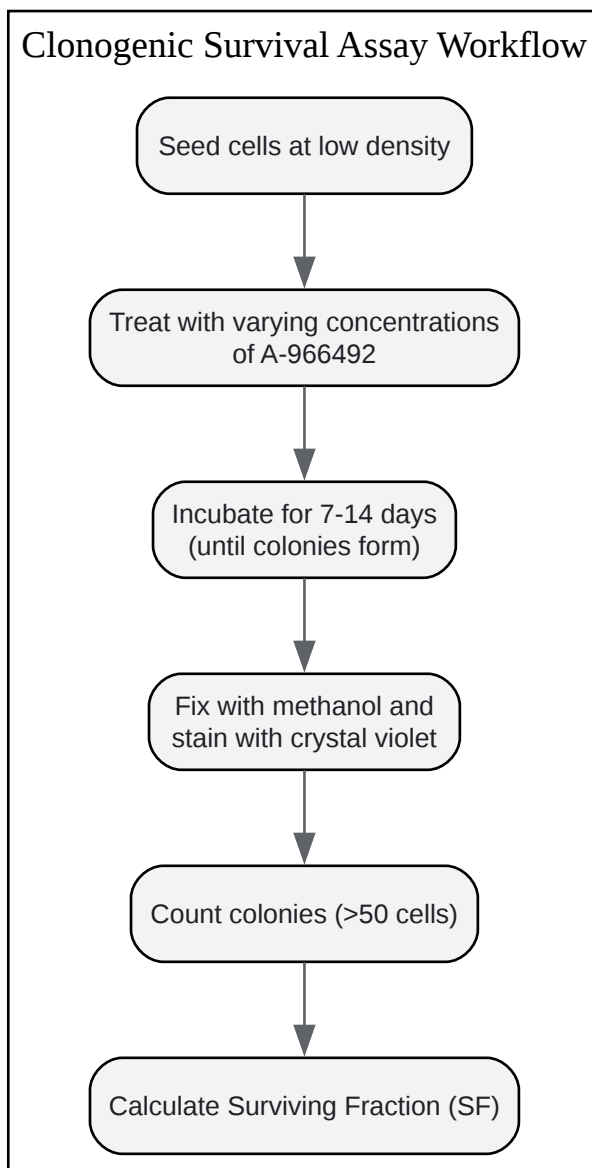 Clonogenic Survival Assay Workflow
Seed cells at low density
Treat with varying concentrations
of A-966492
Incubate for 7-14 days
(until colonies form)
Fix with methanol and
stain with crystal violet
Count colonies (>50 cells)
Calculate Surviving Fraction (SF)